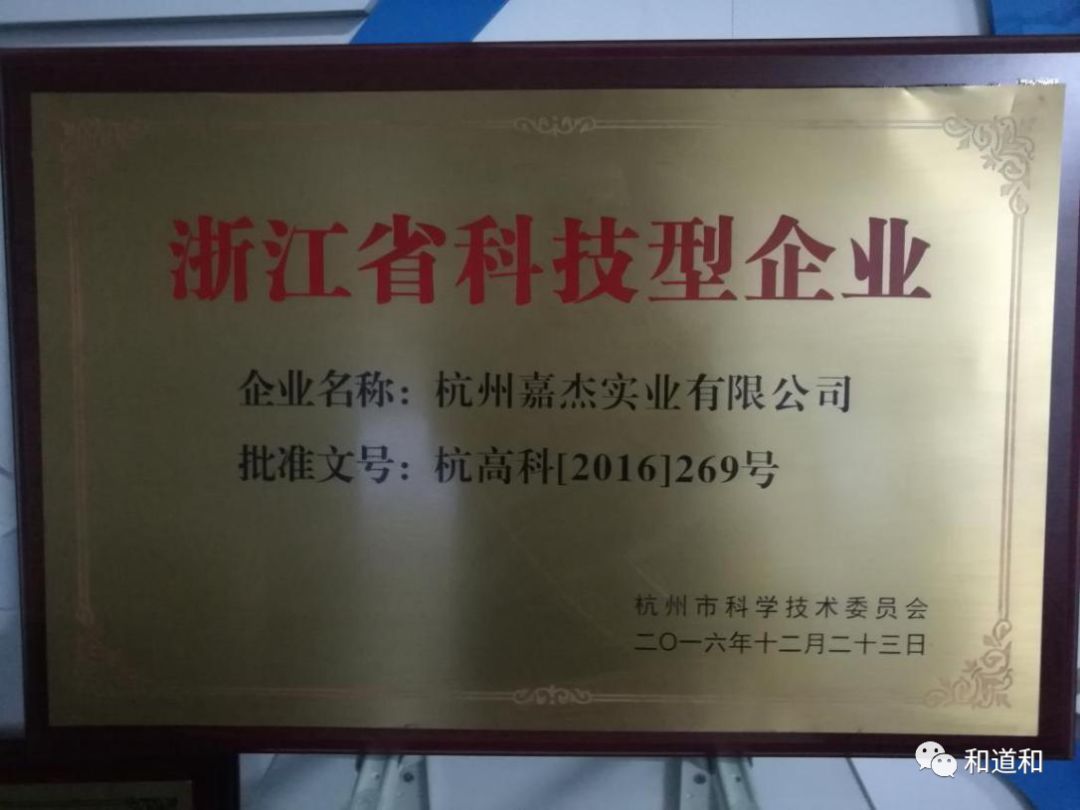 浙江省科技型企业
企业名称：杭州嘉杰实业有限公司
批准文号：杭高科[2016]269号
杭州市科学技术委员会
二〇一六年十二月二十三日
和道和